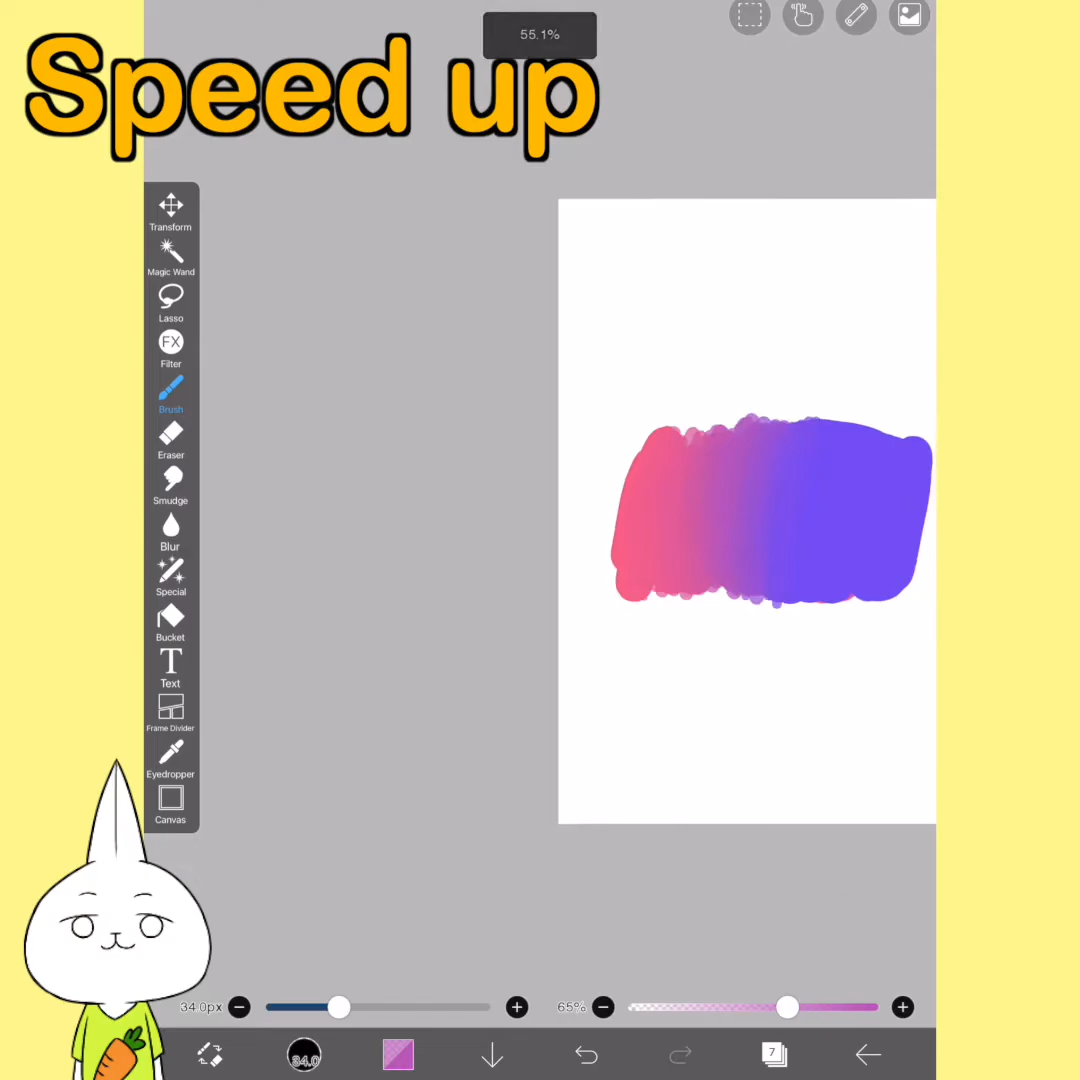 55.1%
Speed up
Transform
Magic Wand
Lasso
FX
Filter
Brush
Eraser
Smudge
Blur
Special
Bucket
T
Text
Frame Divider
Eyedropper
Canvas
34.0px
65%
34.0
7